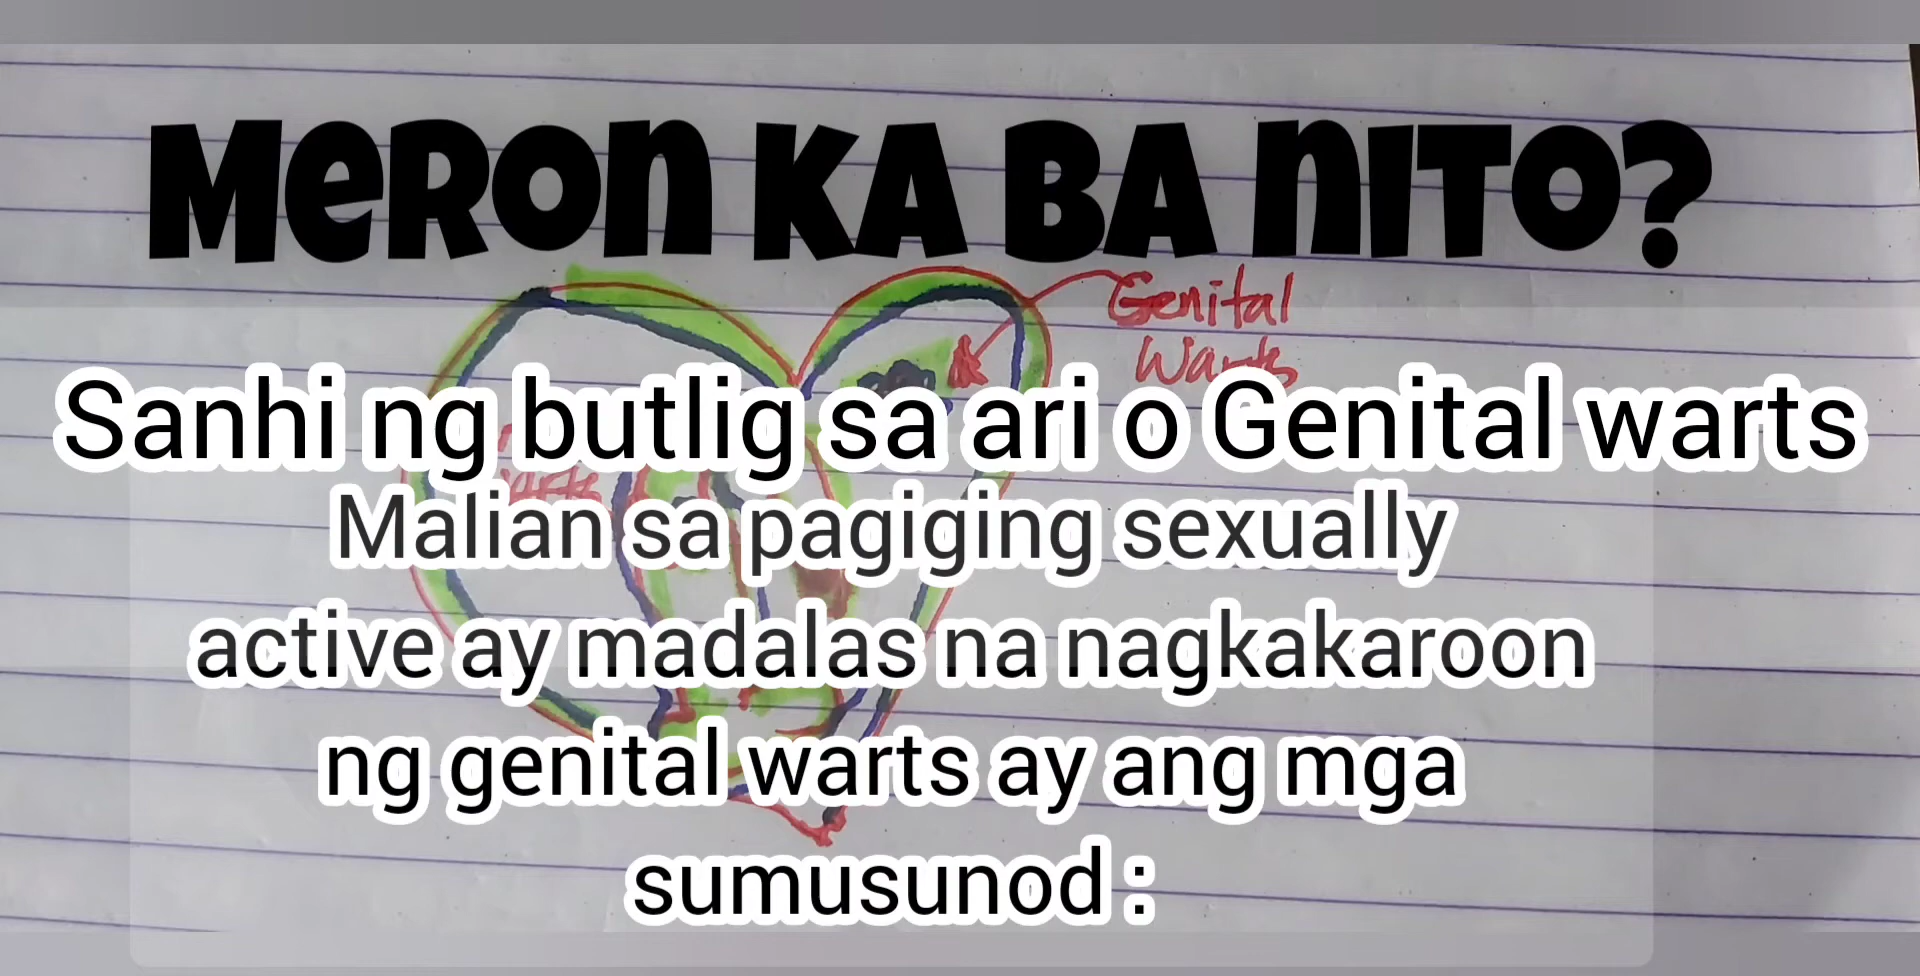 MeRon KA BA niTO?
Genital
Warts
Sanhi ng butlig sa ari o Genital warts
Malian sa pagiging sexually
active ay madalas na nagkakaroon
ng genital warts ay ang mga
sumusunod :